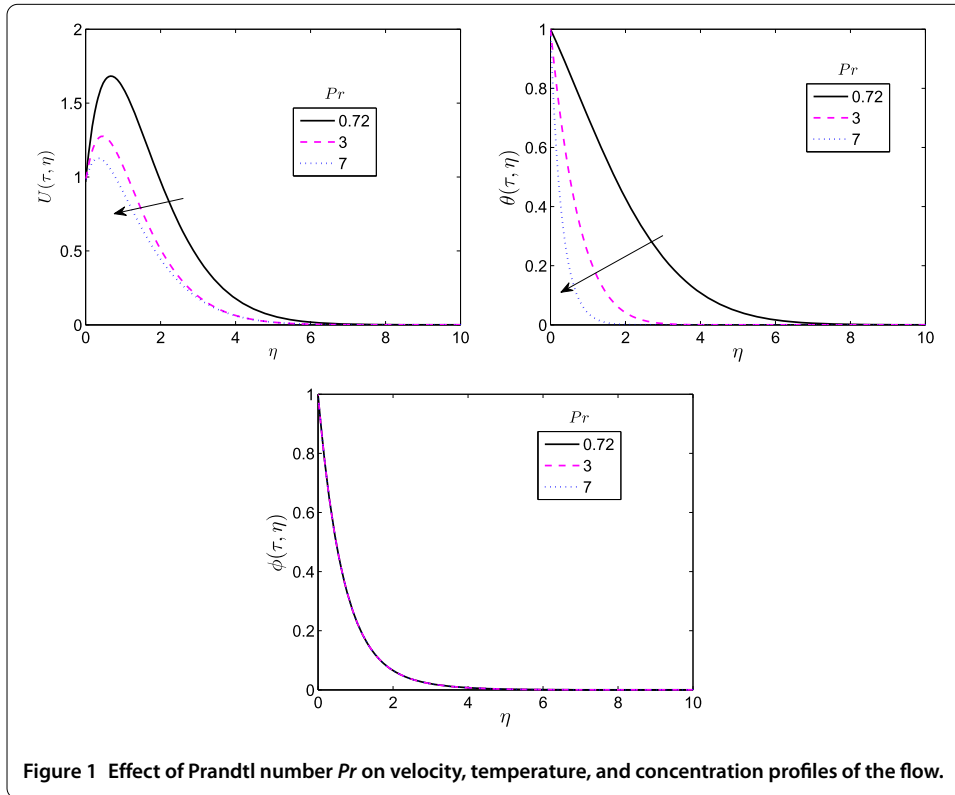 2
1.5
1
0.5
0
U(τ, η)
0 2 4 6 8 10
η
Pr
0.72
3
7
1
0.8
0.6
0.4
0.2
0
θ(τ, η)
0 2 4 6 8 10
η
Pr
0.72
3
7
1
0.8
0.6
0.4
0.2
0
ϕ(τ, η)
0 2 4 6 8 10
η
Pr
0.72
3
7
Figure 1 Effect of Prandtl number Pr on velocity, temperature, and concentration profiles of the flow.